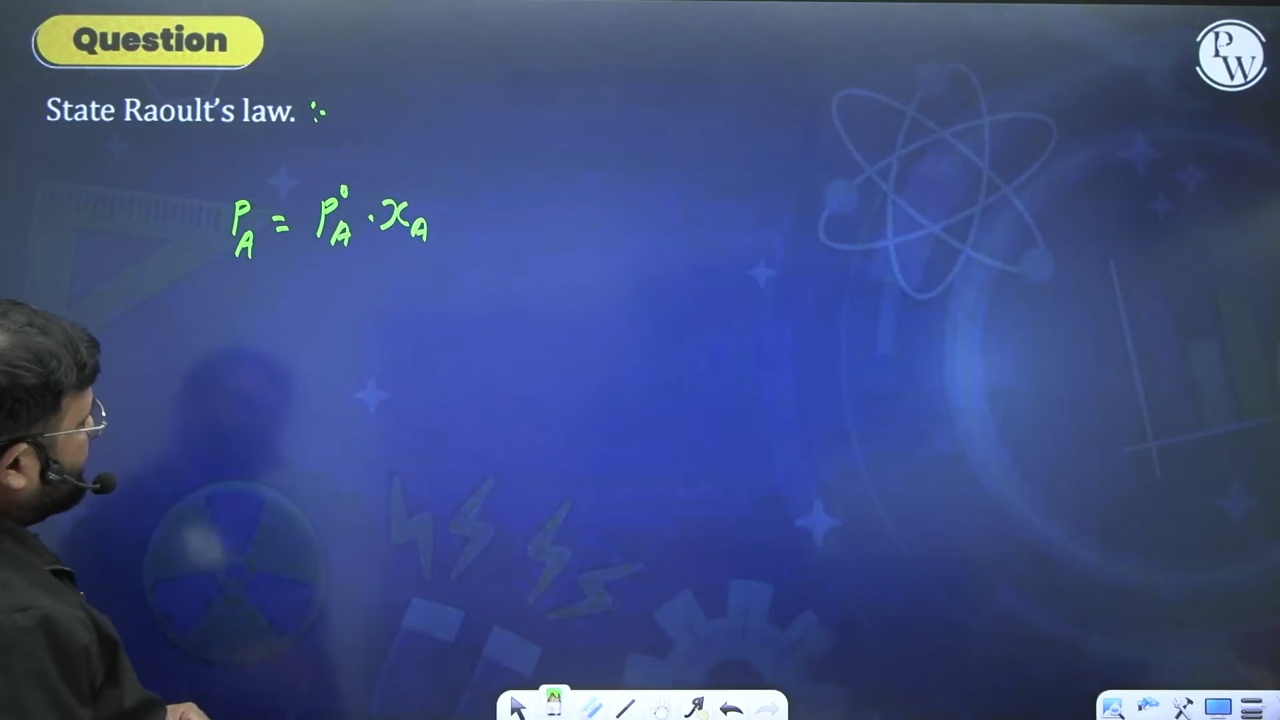 Question
PW
State Raoult's law. :-
P_A = P°_A · x_A